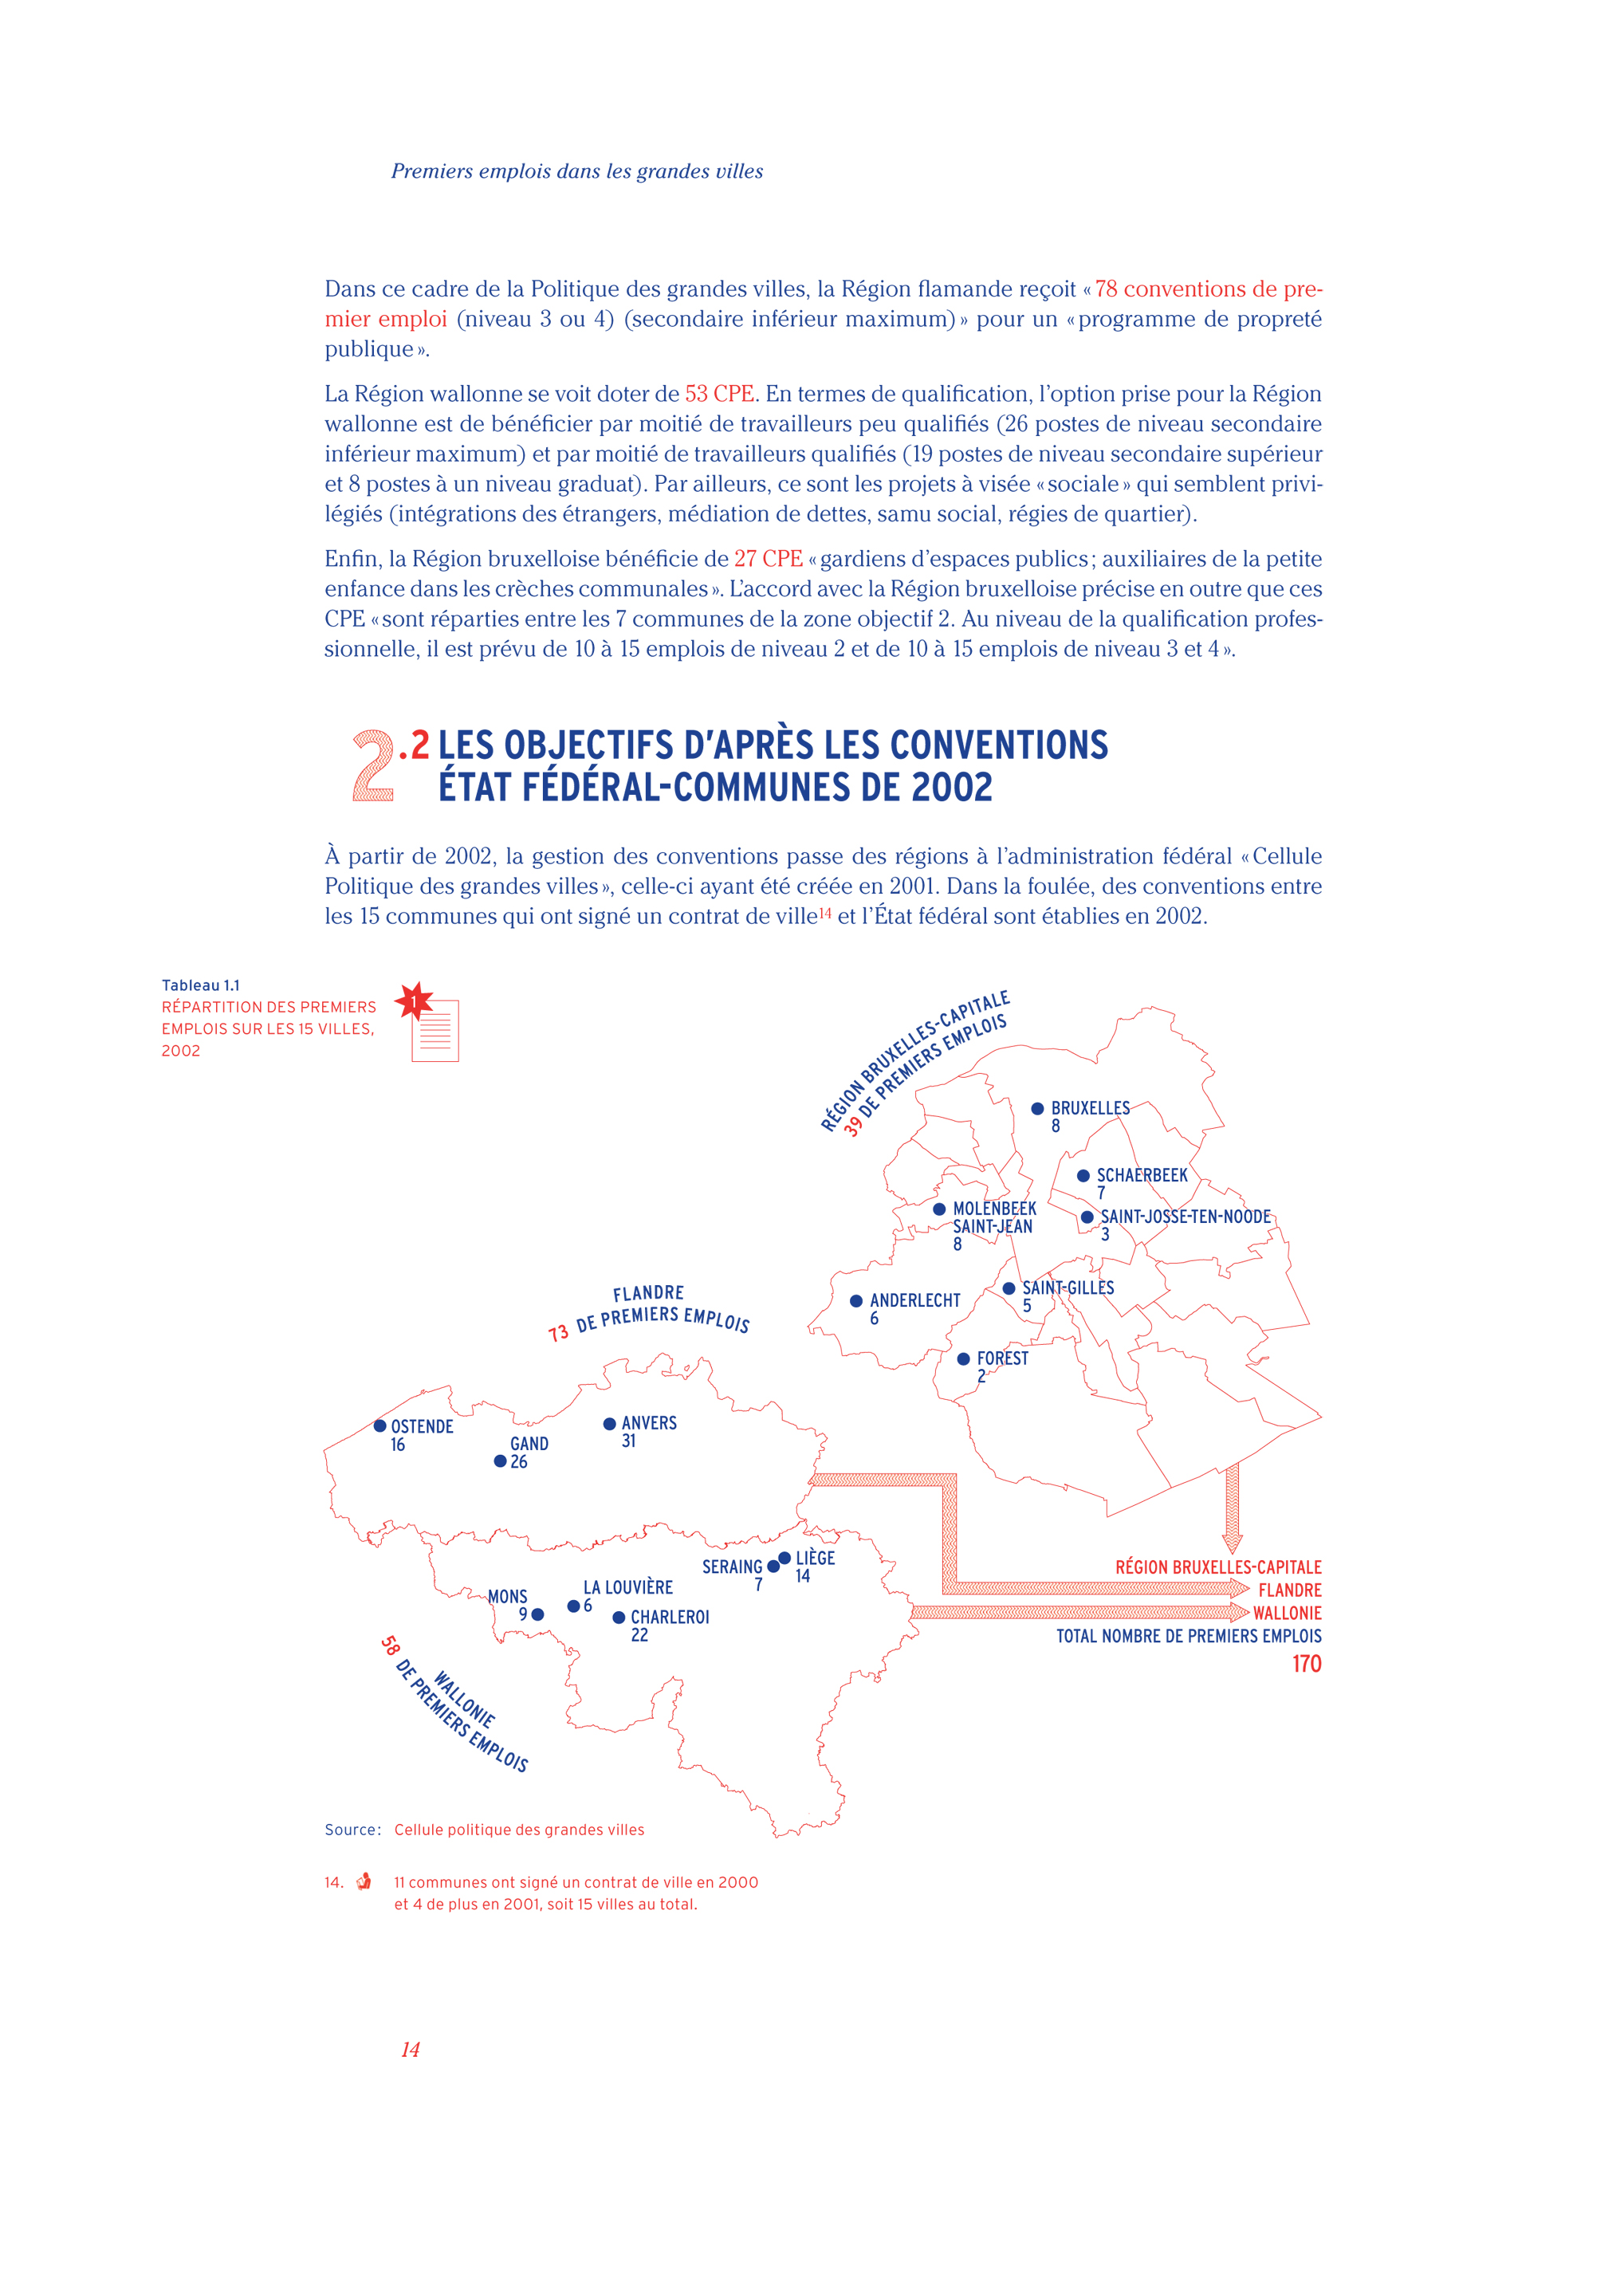 Premiers emplois dans les grandes villes
Dans ce cadre de la Politique des grandes villes, la Région flamande reçoit « 78 conventions de pre-
mier emploi (niveau 3 ou 4) (secondaire inférieur maximum) » pour un « programme de propreté
publique ».
La Région wallonne se voit doter de 53 CPE. En termes de qualification, l'option prise pour la Région
wallonne est de bénéficier par moitié de travailleurs peu qualifiés (26 postes de niveau secondaire
inférieur maximum) et par moitié de travailleurs qualifiés (19 postes de niveau secondaire supérieur
et 8 postes à un niveau graduat). Par ailleurs, ce sont les projets à visée « sociale » qui semblent privi-
légiés (intégrations des étrangers, médiation de dettes, samu social, régies de quartier).
Enfin, la Région bruxelloise bénéficie de 27 CPE « gardiens d'espaces publics ; auxiliaires de la petite
enfance dans les crèches communales ». L'accord avec la Région bruxelloise précise en outre que ces
CPE « sont réparties entre les 7 communes de la zone objectif 2. Au niveau de la qualification profes-
sionnelle, il est prévu de 10 à 15 emplois de niveau 2 et de 10 à 15 emplois de niveau 3 et 4 ».
2.2 LES OBJECTIFS D'APRÈS LES CONVENTIONS
ÉTAT FÉDÉRAL-COMMUNES DE 2002
À partir de 2002, la gestion des conventions passe des régions à l'administration fédéral « Cellule
Politique des grandes villes », celle-ci ayant été créée en 2001. Dans la foulée, des conventions entre
les 15 communes qui ont signé un contrat de ville14 et l'État fédéral sont établies en 2002.
Tableau 1.1
RÉPARTITION DES PREMIERS
EMPLOIS SUR LES 15 VILLES,
2002
1
RÉGION BRUXELLES-CAPITALE
39 DE PREMIERS EMPLOIS
BRUXELLES
8
SCHAERBEEK
7
MOLENBEEK
SAINT-JEAN
8
SAINT-JOSSE-TEN-NOODE
3
SAINT-GILLES
5
ANDERLECHT
6
FOREST
2
FLANDRE
73 DE PREMIERS EMPLOIS
OSTENDE
16
GAND
26
ANVERS
31
SERAING
7
LIÈGE
14
MONS
9
LA LOUVIÈRE
6
CHARLEROI
22
WALLONIE
58 DE PREMIERS EMPLOIS
RÉGION BRUXELLES-CAPITALE
FLANDRE
WALLONIE
TOTAL NOMBRE DE PREMIERS EMPLOIS
170
Source: Cellule politique des grandes villes
14. 11 communes ont signé un contrat de ville en 2000
et 4 de plus en 2001, soit 15 villes au total.
14